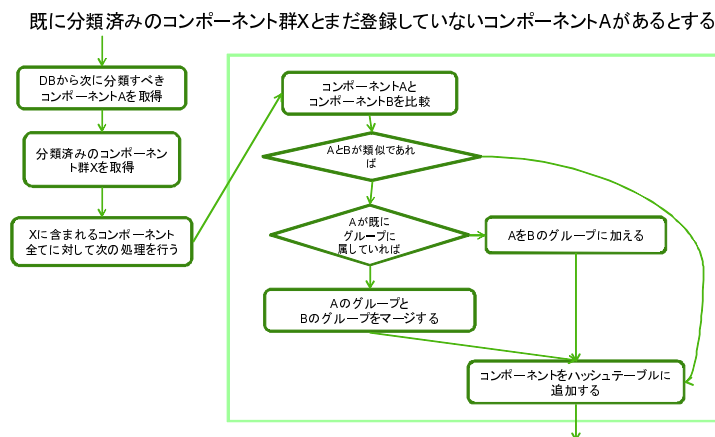 既に分類済みのコンポーネント群Xとまだ登録していないコンポーネントAがあるとする
DBから次に分類すべき
コンポーネントAを取得
分類済みのコンポーネン
ト群Xを取得
Xに含まれるコンポーネント
全てに対して次の処理を行う
コンポーネントAと
コンポーネントBを比較
AとBが類似であれ
ば
Aが既に
グループに
属していれば
AをBのグループに加える
Aのグループと
Bのグループをマージする
コンポーネントをハッシュテーブルに
追加する